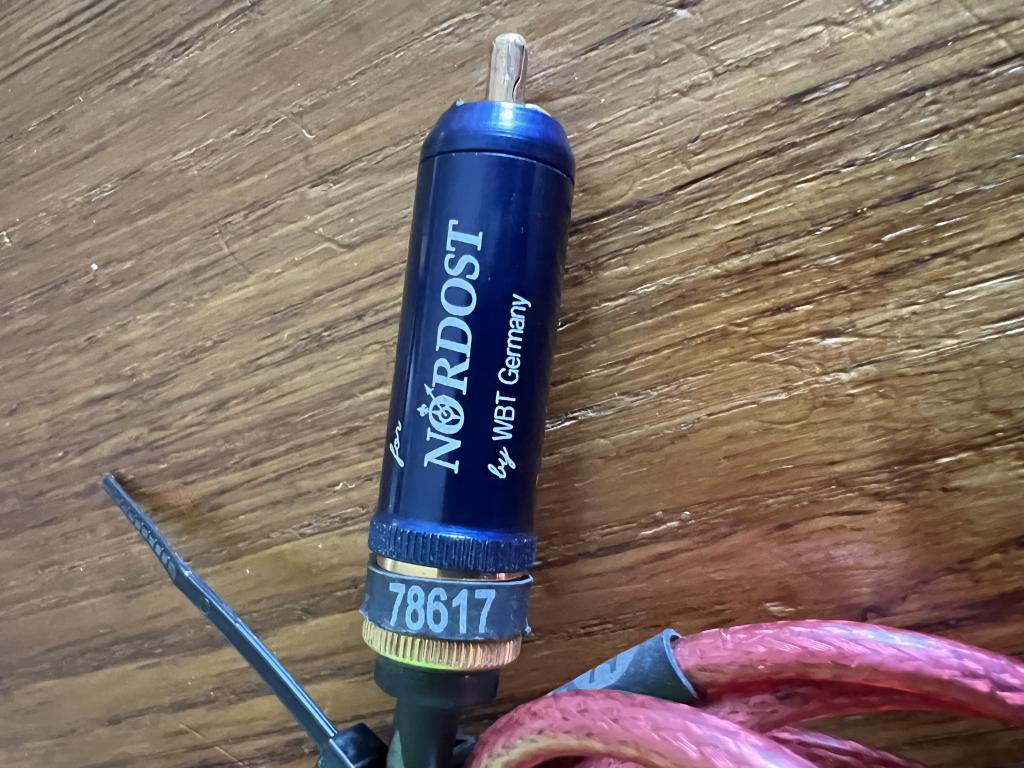 for
NORDOST
by WBT Germany
78617